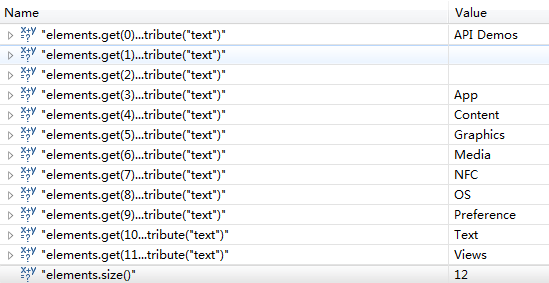 Name Value
"elements.get(0)...tribute("text")" API Demos
"elements.get(1)...tribute("text")"
"elements.get(2)...tribute("text")"
"elements.get(3)...tribute("text")" App
"elements.get(4)...tribute("text")" Content
"elements.get(5)...tribute("text")" Graphics
"elements.get(6)...tribute("text")" Media
"elements.get(7)...tribute("text")" NFC
"elements.get(8)...tribute("text")" OS
"elements.get(9)...tribute("text")" Preference
"elements.get(10...tribute("text")" Text
"elements.get(11...tribute("text")" Views
"elements.size()" 12